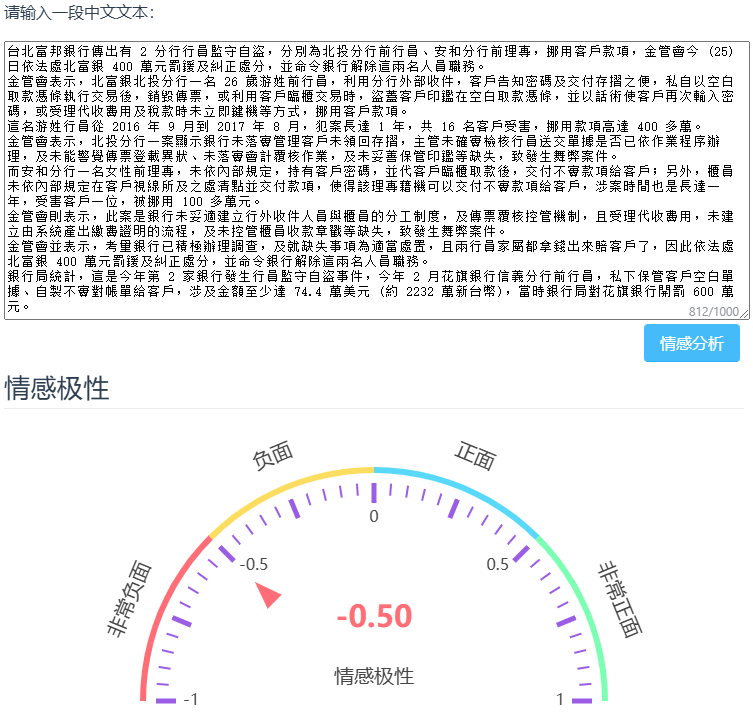 请输入一段中文文本:
台北富邦銀行傳出有 2 分行行員監守自盜，分別為北投分行前行員、安和分行前理專，挪用客戶款項，金管會今 (25)
日依法處北富銀 400 萬元罰鍰及糾正處分，並命令銀行解除這兩名人員職務。
金管會表示，北富銀北投分行一名 26 歲游姓前行員，利用分行外部收件，客戶告知密碼及交付存摺之便，私自以空白
取款憑條執行交易後，銷毀傳票，或利用客戶臨櫃交易時，盜蓋客戶印鑑在空白取款憑條，並以話術使客戶再次輸入密
碼，或受理代收費用及稅款時未立即鍵機等方式，挪用客戶款項。
這名游姓行員從 2016 年 9 月到 2017 年 8 月，犯案長達 1 年，共 16 名客戶受害，挪用款項高達 400 多萬。
金管會表示，北投分行一案顯示銀行未落實管理客戶未領回存摺，主管未確實檢核行員送交單據是否已依作業程序辦
理，及未能警覺傳票登載異狀、未落實會計覆核作業，及未妥善保管印鑑等缺失，致發生舞弊案件。
而安和分行一名女性前理專，未依內部規定，持有客戶密碼，並代客戶臨櫃取款後，交付不實款項給客戶；另外，櫃員
未依內部規定在客戶視線所及之處清點並交付款項，使得該理專藉機可以交付不實款項給客戶，涉案時間也是長達一
年，受害客戶一位，被挪用 100 多萬元。
金管會則表示，此案是銀行未妥適建立行外收件人員與櫃員的分工制度，及傳票覆核控管機制，且受理代收費用，未建
立由系統產出繳費證明的流程，及未控管櫃員收款章戳等缺失，致發生舞弊案件。
金管會並表示，考量銀行已積極辦理調查，及就缺失事項為適當處置，且兩行員家屬都拿錢出來賠客戶了，因此依法處
北富銀 400 萬元罰鍰及糾正處分，並命令銀行解除這兩名人員職務。
銀行局統計，這是今年第 2 家銀行發生行員監守自盜事件，今年 2 月花旗銀行信義分行前行員，私下保管客戶空白單
據、自製不實對帳單給客戶，涉及金額至少達 74.4 萬美元 (約 2232 萬新台幣)，當時銀行局對花旗銀行開罰 600 萬
元。
812/1000
情感分析
情感极性
负面
正面
0
-0.5
0.5
非常负面
非常正面
-0.50
情感极性
-1
1